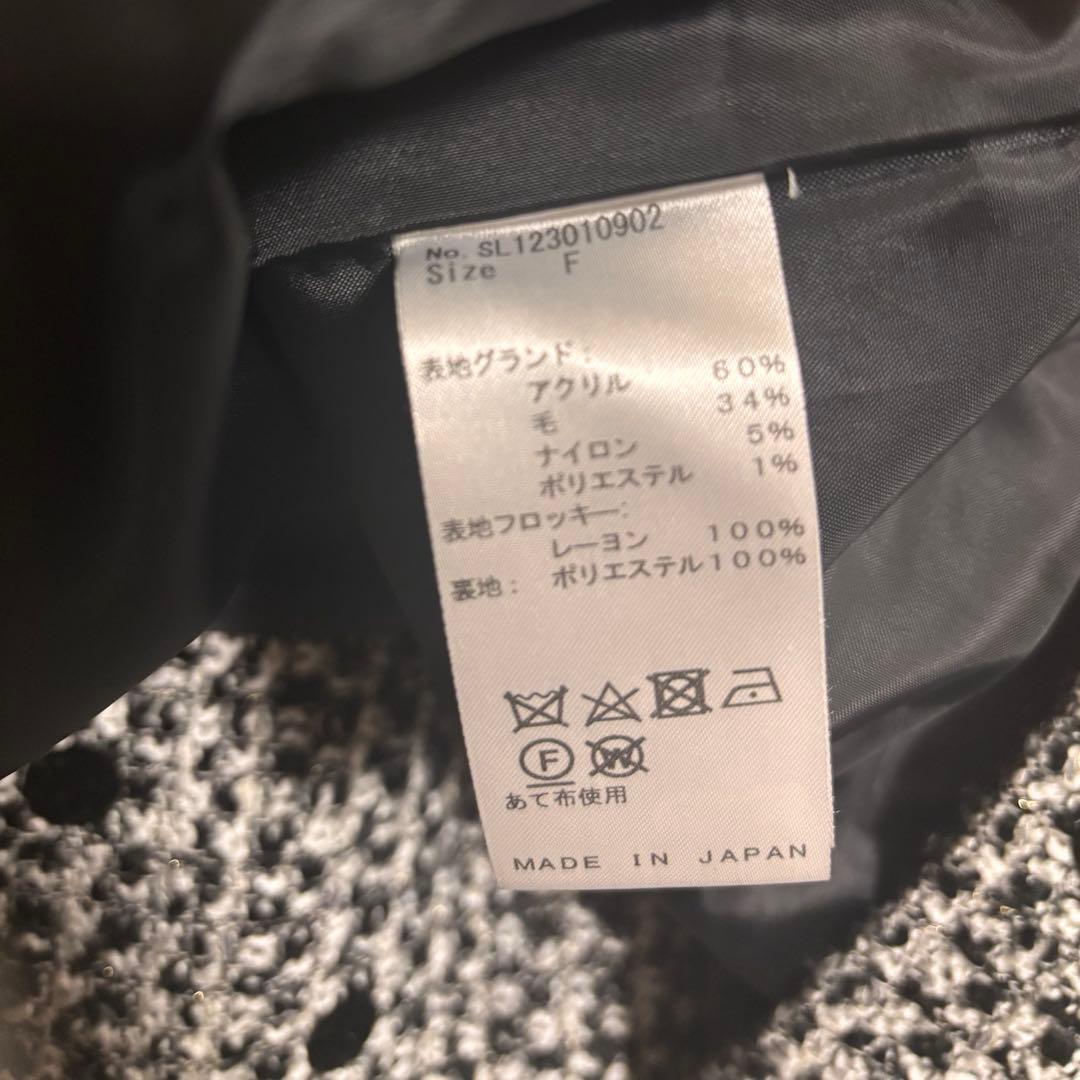 No. SL123010902
Size F
表地グランド:
アクリル 60%
毛 34%
ナイロン 5%
ポリエステル 1%
表地フロッキー:
レーヨン 100%
裏地: ポリエステル100%
F W
あて布使用
MADE IN JAPAN